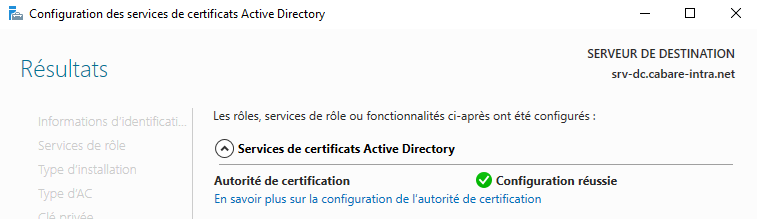 Configuration des services de certificats Active Directory
SERVEUR DE DESTINATION
srv-dc.cabare-intra.net
Résultats
Les rôles, services de rôle ou fonctionnalités ci-après ont été configurés :
Informations d'identificati...
Services de rôle
Services de certificats Active Directory
Type d'installation
Autorité de certification
Configuration réussie
Type d'AC
En savoir plus sur la configuration de l'autorité de certification
Clé privée